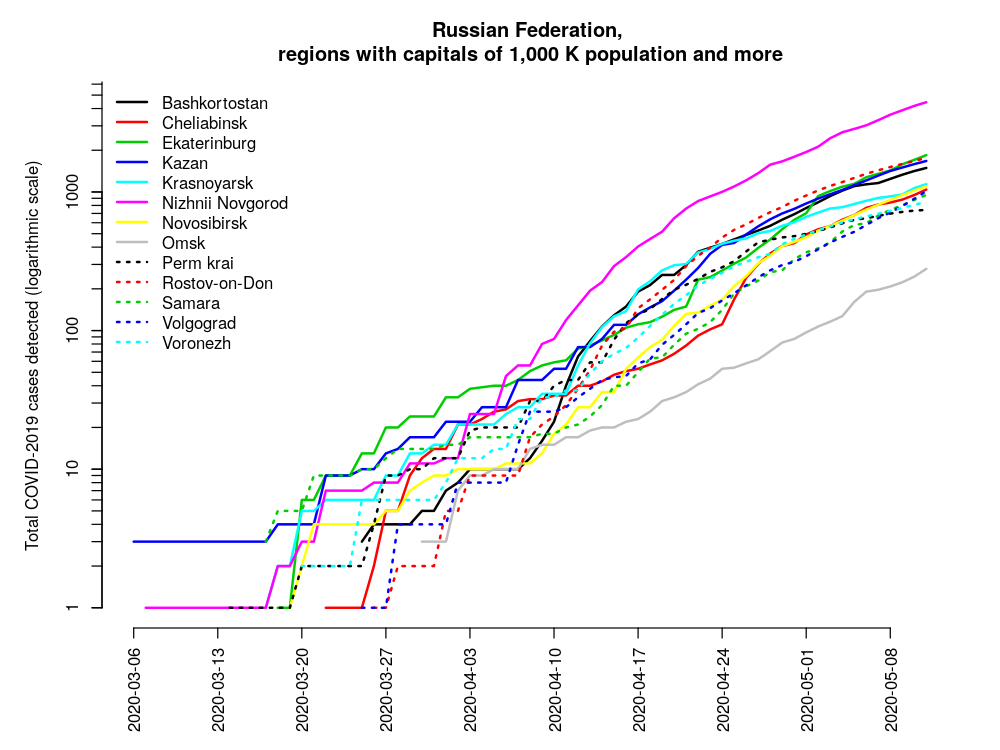 Russian Federation,
regions with capitals of 1,000 K population and more
Total COVID-2019 cases detected (logarithmic scale)
1000
100
10
1
Bashkortostan
Cheliabinsk
Ekaterinburg
Kazan
Krasnoyarsk
Nizhnii Novgorod
Novosibirsk
Omsk
Perm krai
Rostov-on-Don
Samara
Volgograd
Voronezh
2020-03-06
2020-03-13
2020-03-20
2020-03-27
2020-04-03
2020-04-10
2020-04-17
2020-04-24
2020-05-01
2020-05-08